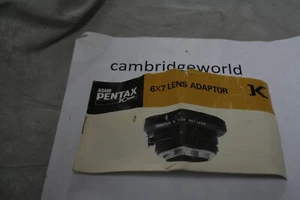 cambridgeworld
ASAHI
PENTAX
6X7 LENS ADAPTOR
K